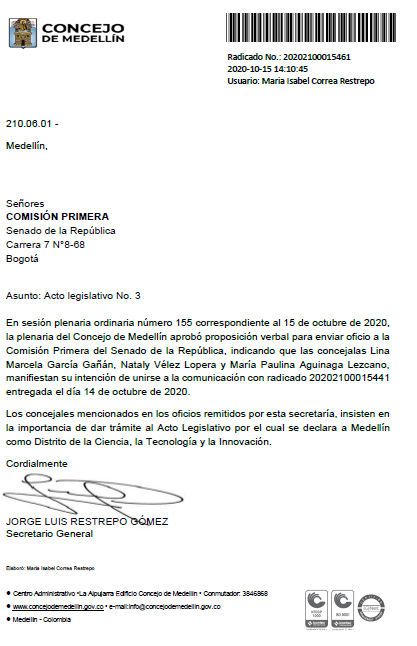 CONCEJO
DE MEDELLÍN
Radicado No.: 20202100015461
2020-10-15 14:10:45
Usuario: Maria Isabel Correa Restrepo
210.06.01 -
Medellín,
Señores
COMISIÓN PRIMERA
Senado de la República
Carrera 7 N°8-68
Bogotá
Asunto: Acto legislativo No. 3
En sesión plenaria ordinaria número 155 correspondiente al 15 de octubre de 2020,
la plenaria del Concejo de Medellín aprobó proposición verbal para enviar oficio a la
Comisión Primera del Senado de la República, indicando que las concejalas Lina
Marcela García Gañán, Nataly Vélez Lopera y María Paulina Aguinaga Lezcano,
manifiestan su intención de unirse a la comunicación con radicado 20202100015441
entregada el día 14 de octubre de 2020.
Los concejales mencionados en los oficios remitidos por esta secretaría, insisten en
la importancia de dar trámite al Acto Legislativo por el cual se declara a Medellín
como Distrito de la Ciencia, la Tecnología y la Innovación.
Cordialmente
JORGE LUIS RESTREPO GÓMEZ
Secretario General
Elaboró: Maria Isabel Correa Restrepo
• Centro Administrativo •La Alpujarra Edificio Concejo de Medellín • Conmutador: 3846868
• www.concejodemedellin.gov.co • e-mail:info@concejodemedellin.gov.co
• Medellín - Colombia